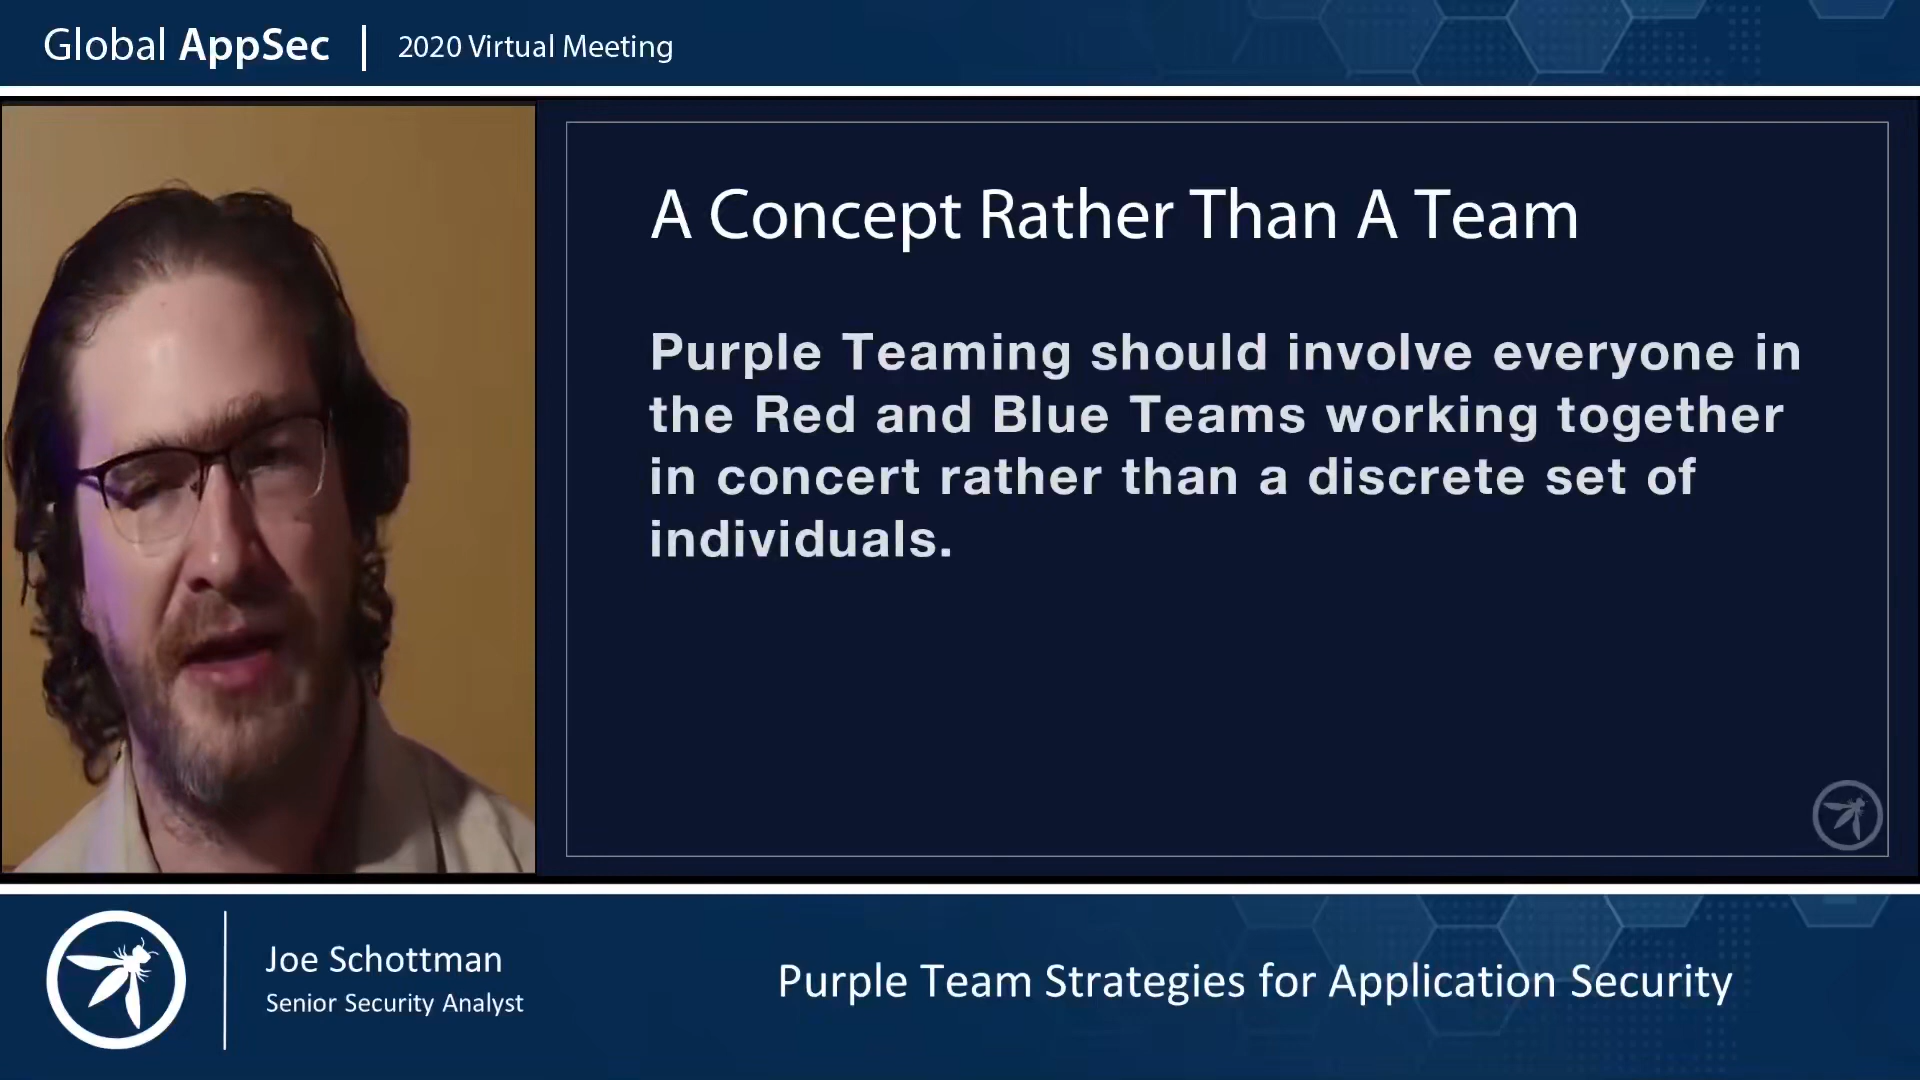 Global AppSec | 2020 Virtual Meeting
A Concept Rather Than A Team
Purple Teaming should involve everyone in
the Red and Blue Teams working together
in concert rather than a discrete set of
individuals.
Joe Schottman
Senior Security Analyst
Purple Team Strategies for Application Security